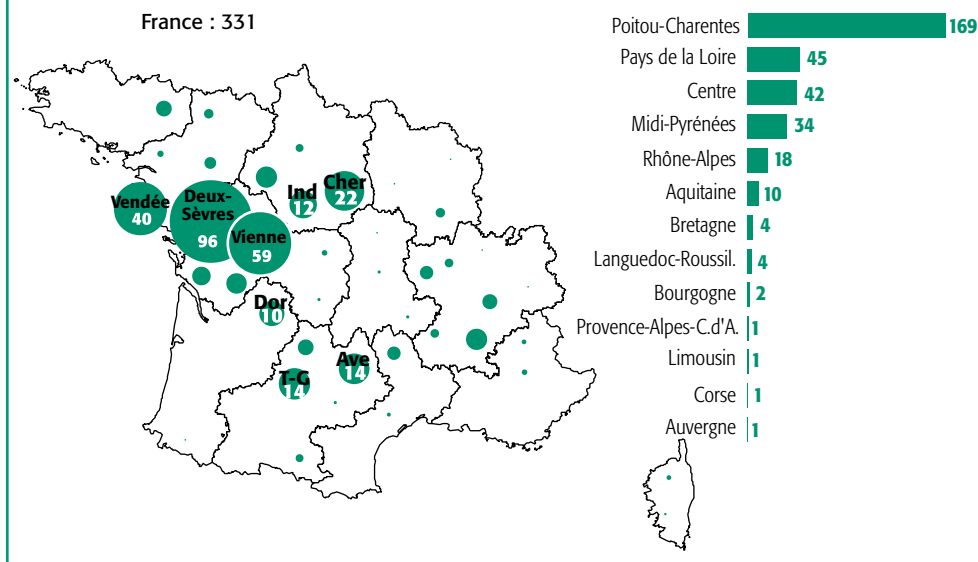 France : 331
Poitou-Charentes 169
Pays de la Loire 45
Centre 42
Midi-Pyrénées 34
Rhône-Alpes 18
Aquitaine 10
Bretagne 4
Languedoc-Roussil. 4
Bourgogne 2
Provence-Alpes-C.d'A. 1
Limousin 1
Corse 1
Auvergne 1
Vendée
40
Deux-
Sèvres
96
Vienne
59
Ind
12
Cher
22
Dor
10
T-G
14
Ave
14